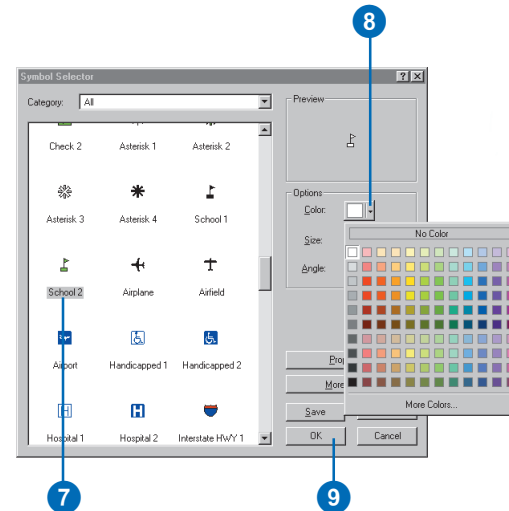 8
Symbol Selector
Category: All
Preview
Check 2 Asterisk 1 Asterisk 2
Asterisk 3 Asterisk 4 School 1
School 2 Airplane Airfield
Airport Handicapped 1 Handicapped 2
Hospital 1 Hospital 2 Interstate HWY 1
Options
Color:
Size:
Angle:
No Color
More Colors...
Prop
More
Save
OK Cancel
7 9